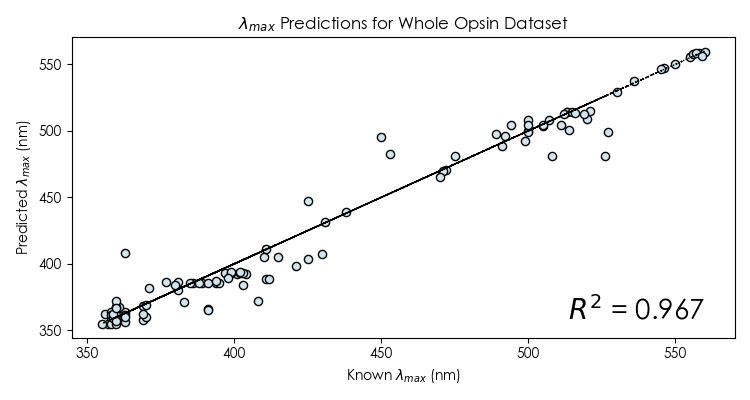 λmax Predictions for Whole Opsin Dataset
Predicted λmax (nm)
550
500
450
400
350
R² = 0.967
350 400 450 500 550
Known λmax (nm)